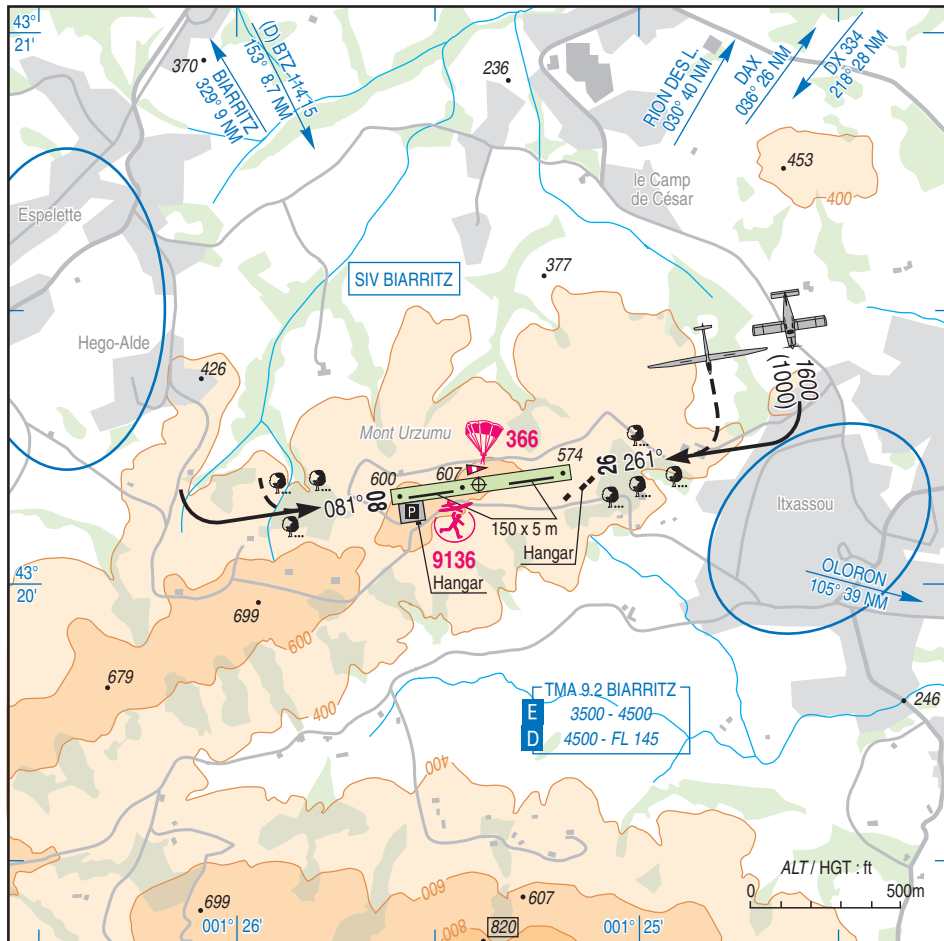 43°
21'
370
BIARRITZ
329° 9 NM
(D) BTZ 114.15
153° 8.7 NM
236
RION DES L.
030° 40 NM
DAX
036° 26 NM
DX 334
218° 28 NM
453
400
le Camp
de César
Espelette
377
SIV BIARRITZ
Hego-Alde
426
1600
(1000)
Mont Urzumu
366
574
26
261°
600
607
081°
08
P
150 x 5 m
Hangar
9136
Hangar
Itxassou
43°
20'
OLORON
105° 39 NM
699
600
679
400
TMA 9.2 BIARRITZ
E 3500 - 4500
D 4500 - FL 145
246
400
ALT / HGT : ft
0 500m
600
607
699
800
820
001° 26'
001° 25'